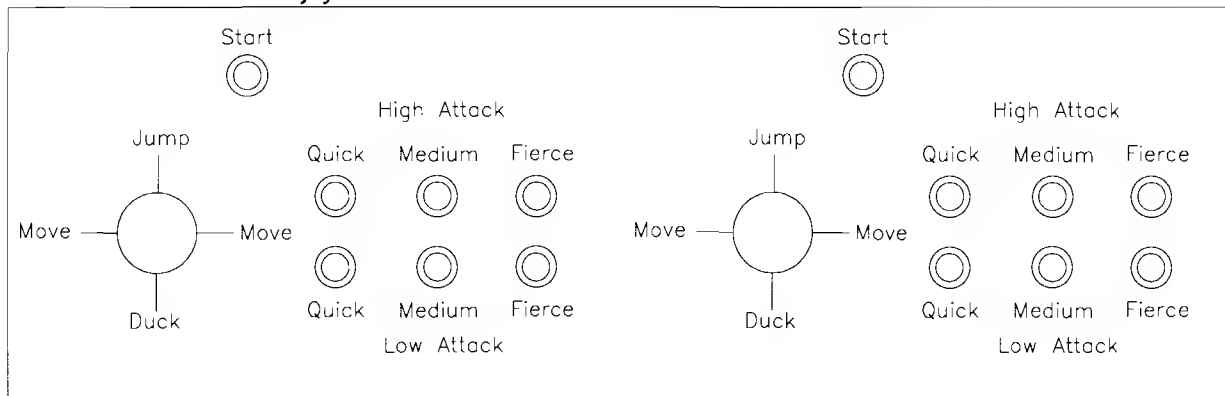 Start Start
High Attack High Attack
Jump Jump
Quick Medium Fierce Quick Medium Fierce
Move Move Move Move
Quick Medium Fierce Quick Medium Fierce
Duck Duck
Low Attack Low Attack